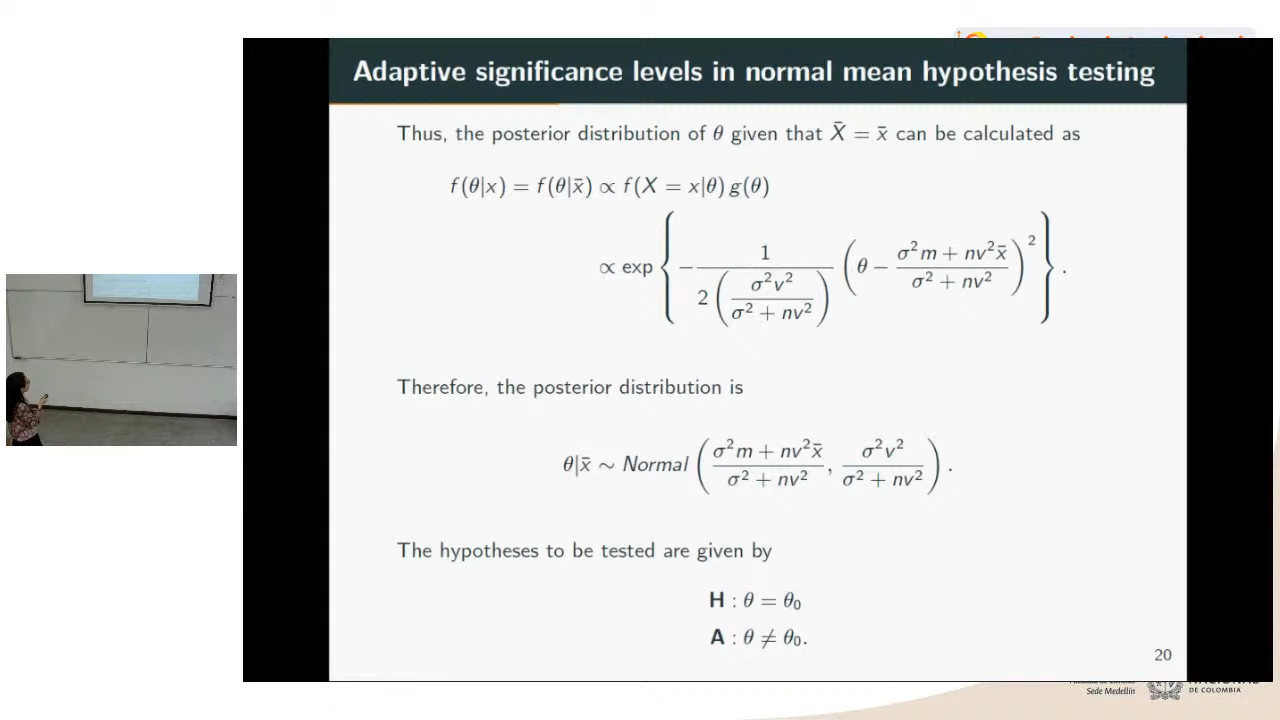 Adaptive significance levels in normal mean hypothesis testing
Thus, the posterior distribution of θ given that X̄ = x̄ can be calculated as
f(θ|x) = f(θ|x̄) ∝ f(X = x|θ) g(θ)
∝ exp { − 1 / 2 ( σ²v² / σ² + nv² ) ( θ − σ²m + nv²x̄ / σ² + nv² )² } .
Therefore, the posterior distribution is
θ|x̄ ∼ Normal ( σ²m + nv²x̄ / σ² + nv² , σ²v² / σ² + nv² ) .
The hypotheses to be tested are given by
H : θ = θ₀
A : θ ≠ θ₀.
20
Sede Medellín
DE COLOMBIA